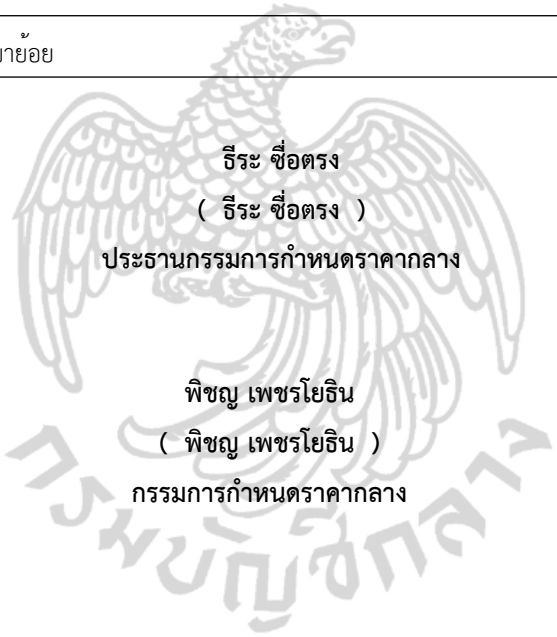 ธีระ ซื่อตรง
( ธีระ ซื่อตรง )
ประธานกรรมการกำหนดราคากลาง
พิชญ เพชรโยธิน
( พิชญ เพชรโยธิน )
กรรมการกำหนดราคากลาง
กรมบัญชีกลาง